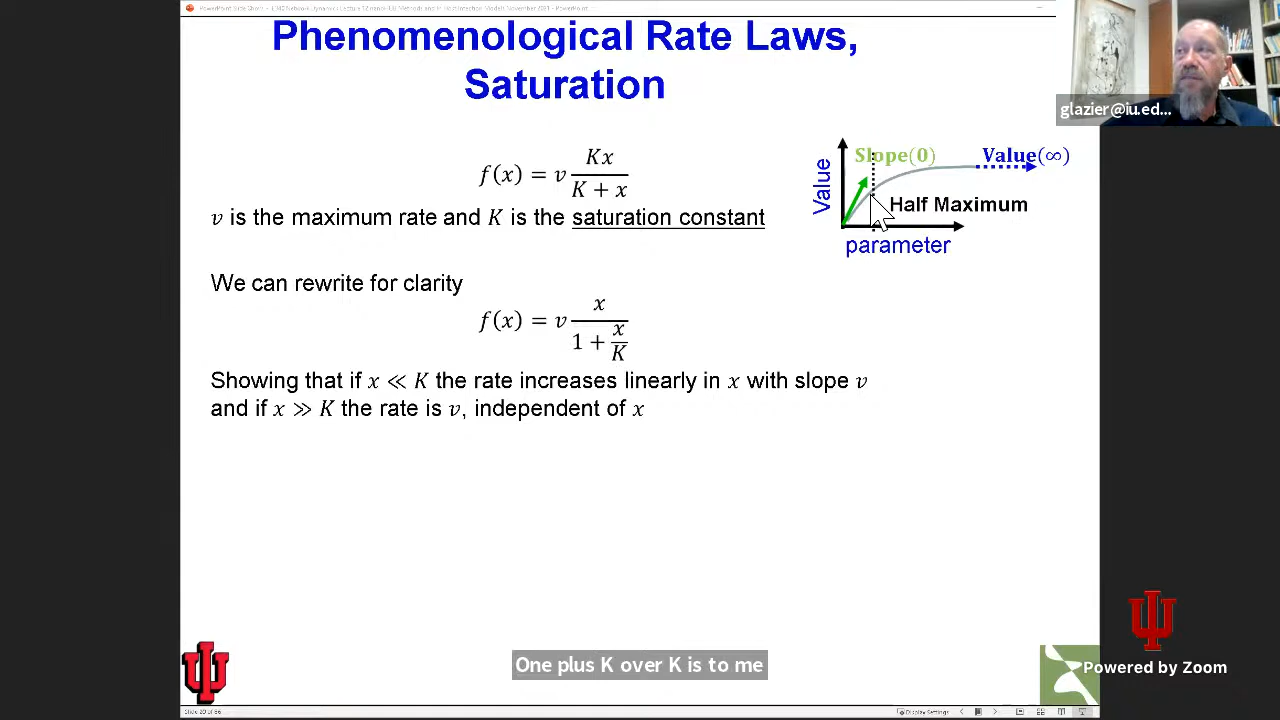 Phenomenological Rate Laws,
Saturation
glazier@iu.ed...
f(x) = v Kx / K + x
Slope(0)
Value(∞)
Value
Half Maximum
parameter
v is the maximum rate and K is the saturation constant
We can rewrite for clarity
f(x) = v x / 1 + x/K
Showing that if x ≪ K the rate increases linearly in x with slope v
and if x ≫ K the rate is v, independent of x
One plus K over K is to me
Powered by Zoom
Display Settings